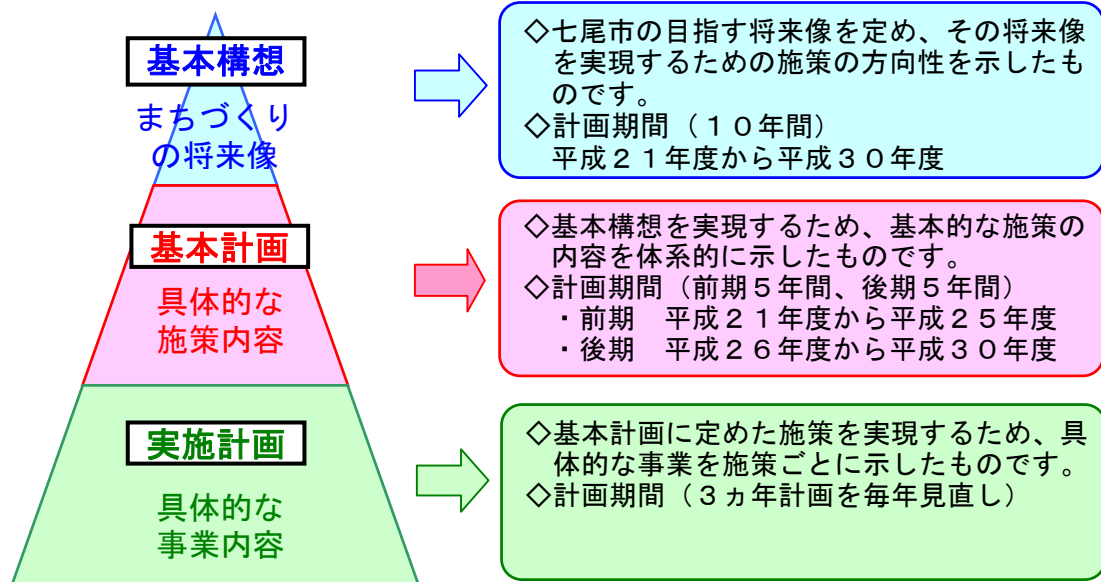 基本構想
まちづくり
の将来像
◇七尾市の目指す将来像を定め、その将来像
を実現するための施策の方向性を示したも
のです。
◇計画期間（１０年間）
平成２１年度から平成３０年度
基本計画
具体的な
施策内容
◇基本構想を実現するため、基本的な施策の
内容を体系的に示したものです。
◇計画期間（前期５年間、後期５年間）
・前期　平成２１年度から平成２５年度
・後期　平成２６年度から平成３０年度
実施計画
具体的な
事業内容
◇基本計画に定めた施策を実現するため、具
体的な事業を施策ごとに示したものです。
◇計画期間（３ヵ年計画を毎年見直し）